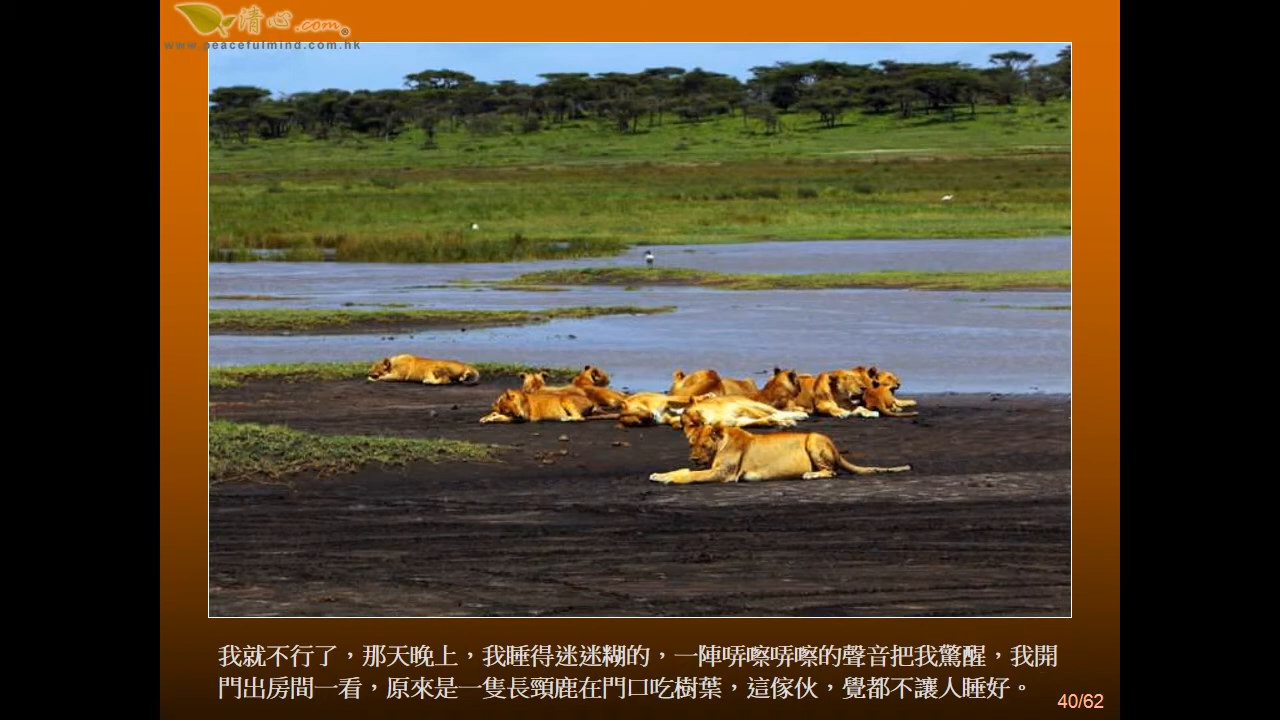 清心.com®
www.peacefulmind.com.hk
我就不行了，那天晚上，我睡得迷迷糊的，一陣哢嚓哢嚓的聲音把我驚醒，我開
門出房間一看，原來是一隻長頸鹿在門口吃樹葉，這傢伙，覺都不讓人睡好。
40/62